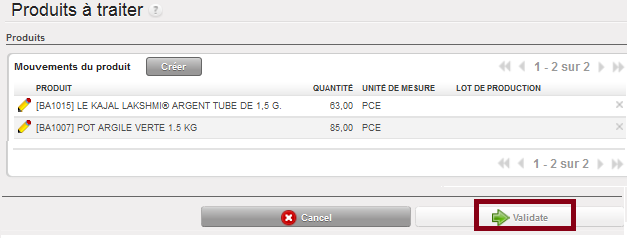 Produits à traiter ?
Produits
Mouvements du produit Créer 1 - 2 sur 2
PRODUIT QUANTITÉ UNITÉ DE MESURE LOT DE PRODUCTION
[BA1015] LE KAJAL LAKSHMI® ARGENT TUBE DE 1,5 G. 63,00 PCE
[BA1007] POT ARGILE VERTE 1.5 KG 85,00 PCE
1 - 2 sur 2
Cancel Validate